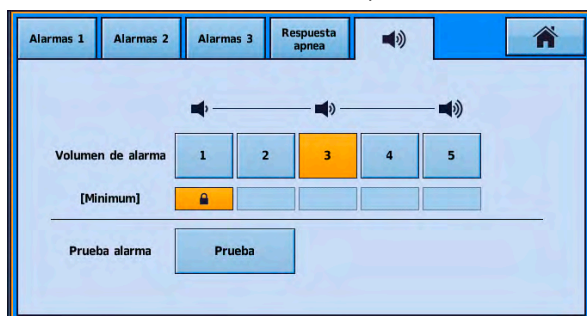 Alarmas 1
Alarmas 2
Alarmas 3
Respuesta
apnea
Volumen de alarma
1
2
3
4
5
[Minimum]
Prueba alarma
Prueba